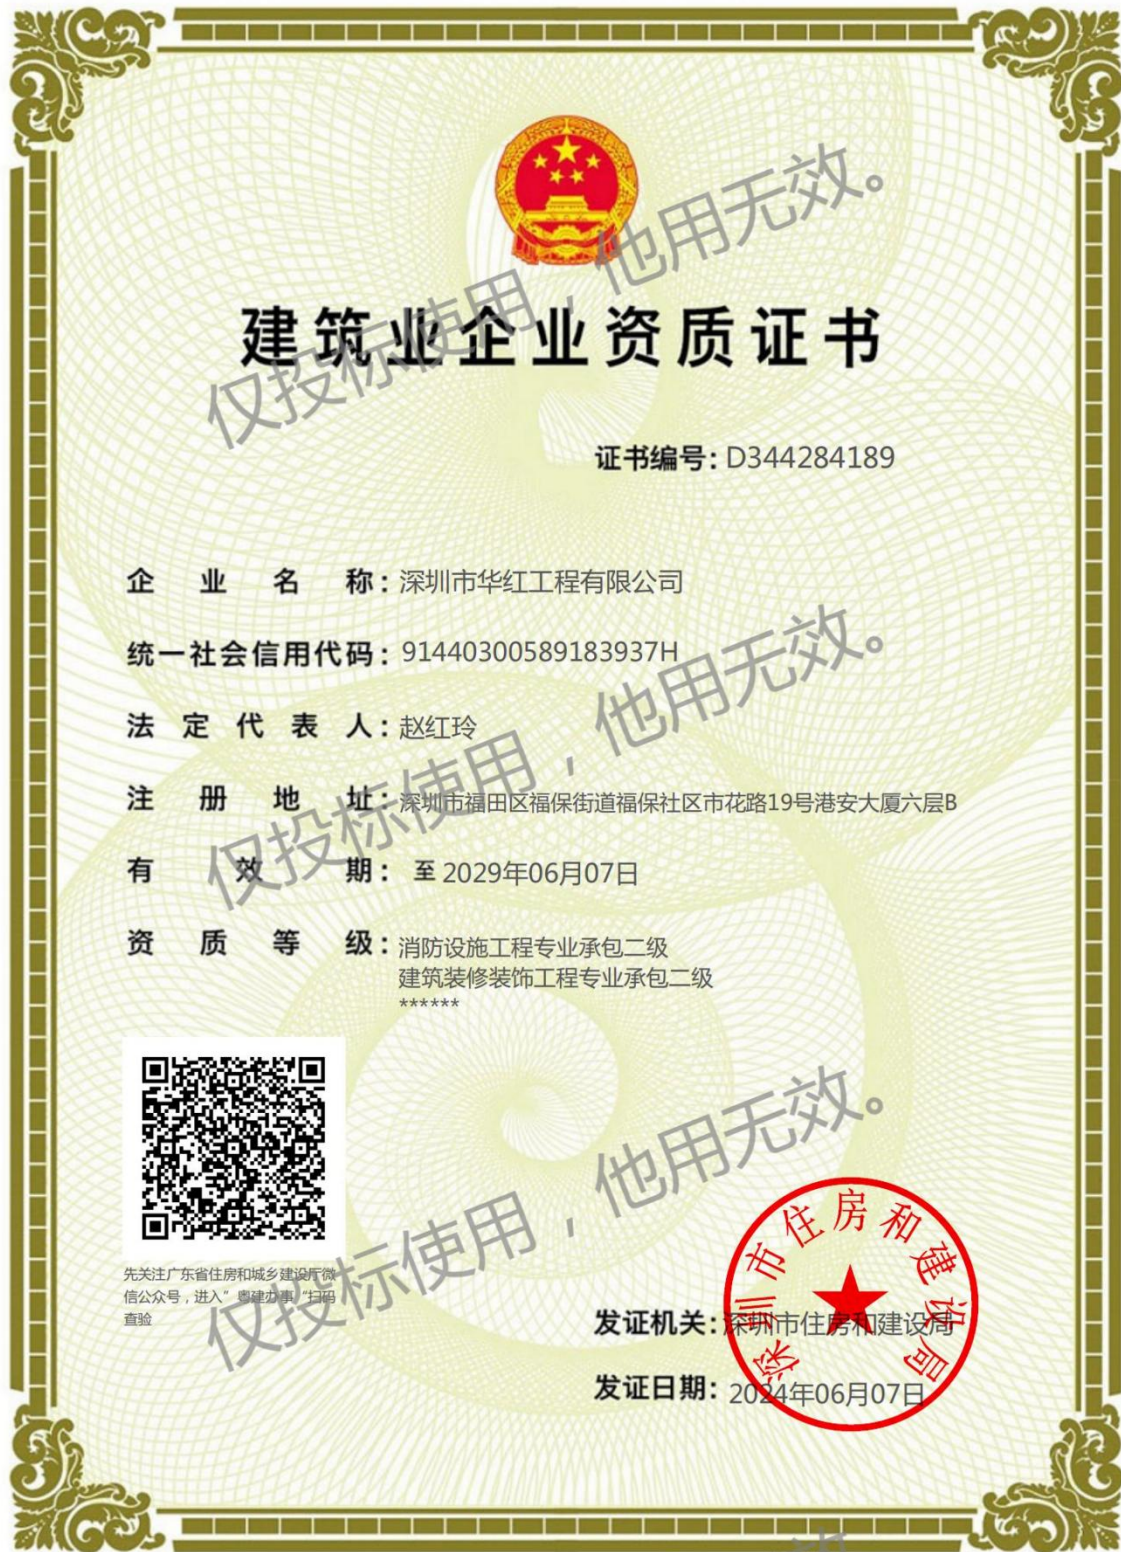 建筑业企业资质证书
证书编号：D344284189
企业名称：深圳市华红工程有限公司
统一社会信用代码：91440300589183937H
法定代表人：赵红玲
注册地址：深圳市福田区福保街道福保社区市花路19号港安大厦六层B
有效期：至2029年06月07日
资质等级：消防设施工程专业承包二级
建筑装修装饰工程专业承包二级
******
先关注广东省住房和城乡建设厅微
信公众号，进入"粤建办事"扫码
查验
发证机关：深圳市住房和建设局
发证日期：2024年06月07日
深圳市住房和建设局
仅投标使用，他用无效。
仅投标使用，他用无效。
仅投标使用，他用无效。